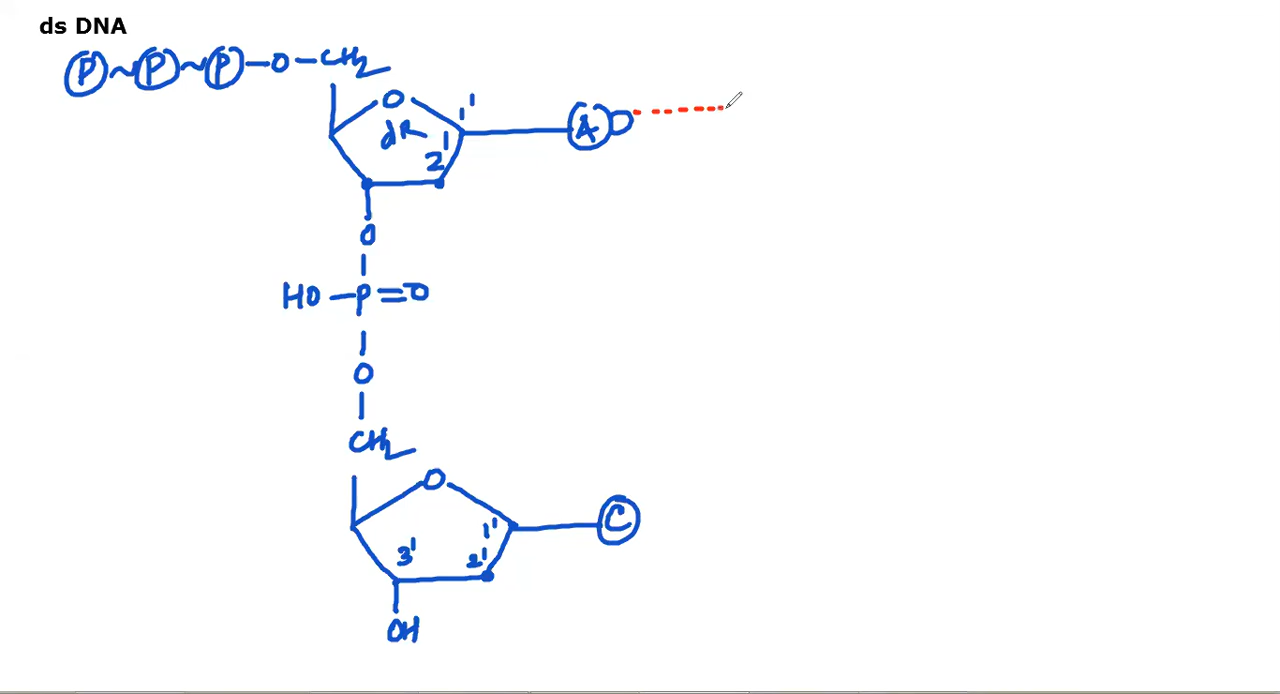 ds DNA
P~P~P-O-CH2
O
1'
dR
2'
A O
O
HO-P=O
O
CH2
O
C
1'
3' 2'
OH